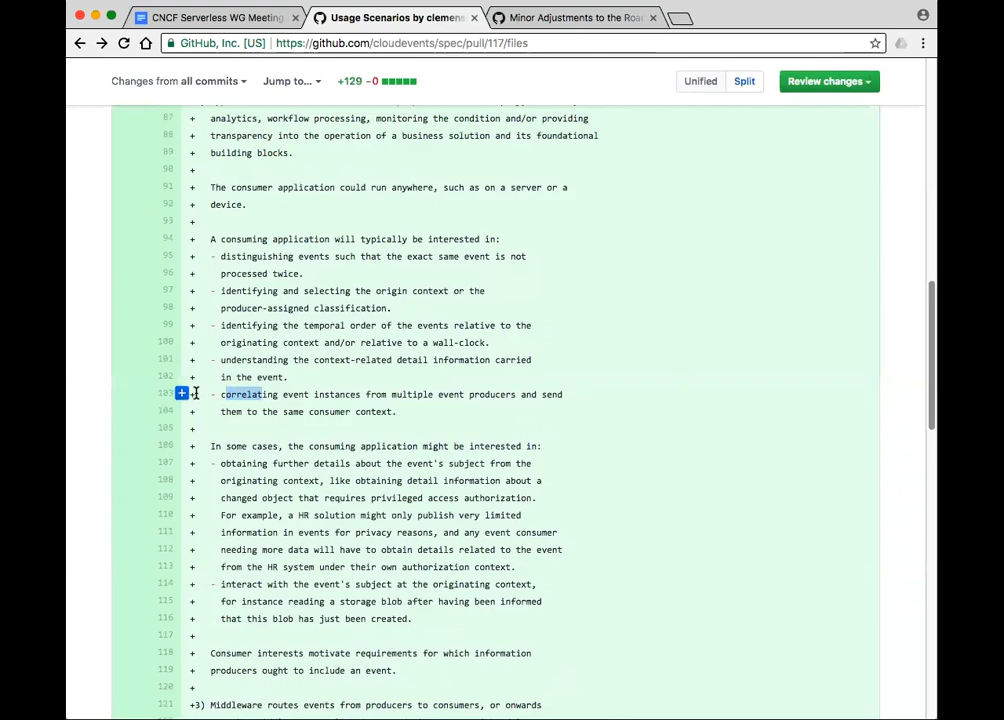 CNCF Serverless WG Meeting
Usage Scenarios by clemens
Minor Adjustments to the Roa
GitHub, Inc. [US] | https://github.com/cloudevents/spec/pull/117/files
Changes from all commits
Jump to...
+129 −0
Unified
Split
Review changes
87 + analytics, workflow processing, monitoring the condition and/or providing
88 + transparency into the operation of a business solution and its foundational
89 + building blocks.
90 +
91 + The consumer application could run anywhere, such as on a server or a
92 + device.
93 +
94 + A consuming application will typically be interested in:
95 + - distinguishing events such that the exact same event is not
96 + processed twice.
97 + - identifying and selecting the origin context or the
98 + producer-assigned classification.
99 + - identifying the temporal order of the events relative to the
100 + originating context and/or relative to a wall-clock.
101 + - understanding the context-related detail information carried
102 + in the event.
103 + - correlating event instances from multiple event producers and send
104 + them to the same consumer context.
105 +
106 + In some cases, the consuming application might be interested in:
107 + - obtaining further details about the event's subject from the
108 + originating context, like obtaining detail information about a
109 + changed object that requires privileged access authorization.
110 + For example, a HR solution might only publish very limited
111 + information in events for privacy reasons, and any event consumer
112 + needing more data will have to obtain details related to the event
113 + from the HR system under their own authorization context.
114 + - interact with the event's subject at the originating context,
115 + for instance reading a storage blob after having been informed
116 + that this blob has just been created.
117 +
118 + Consumer interests motivate requirements for which information
119 + producers ought to include an event.
120 +
121 +3) Middleware routes events from producers to consumers, or onwards